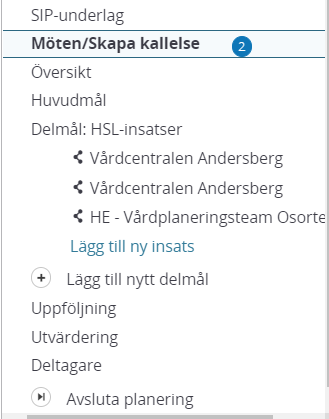 SIP-underlag
Möten/Skapa kallelse 2
Översikt
Huvudmål
Delmål: HSL-insatser
Vårdcentralen Andersberg
Vårdcentralen Andersberg
HE - Vårdplaneringsteam Osorte
Lägg till ny insats
Lägg till nytt delmål
Uppföljning
Utvärdering
Deltagare
Avsluta planering